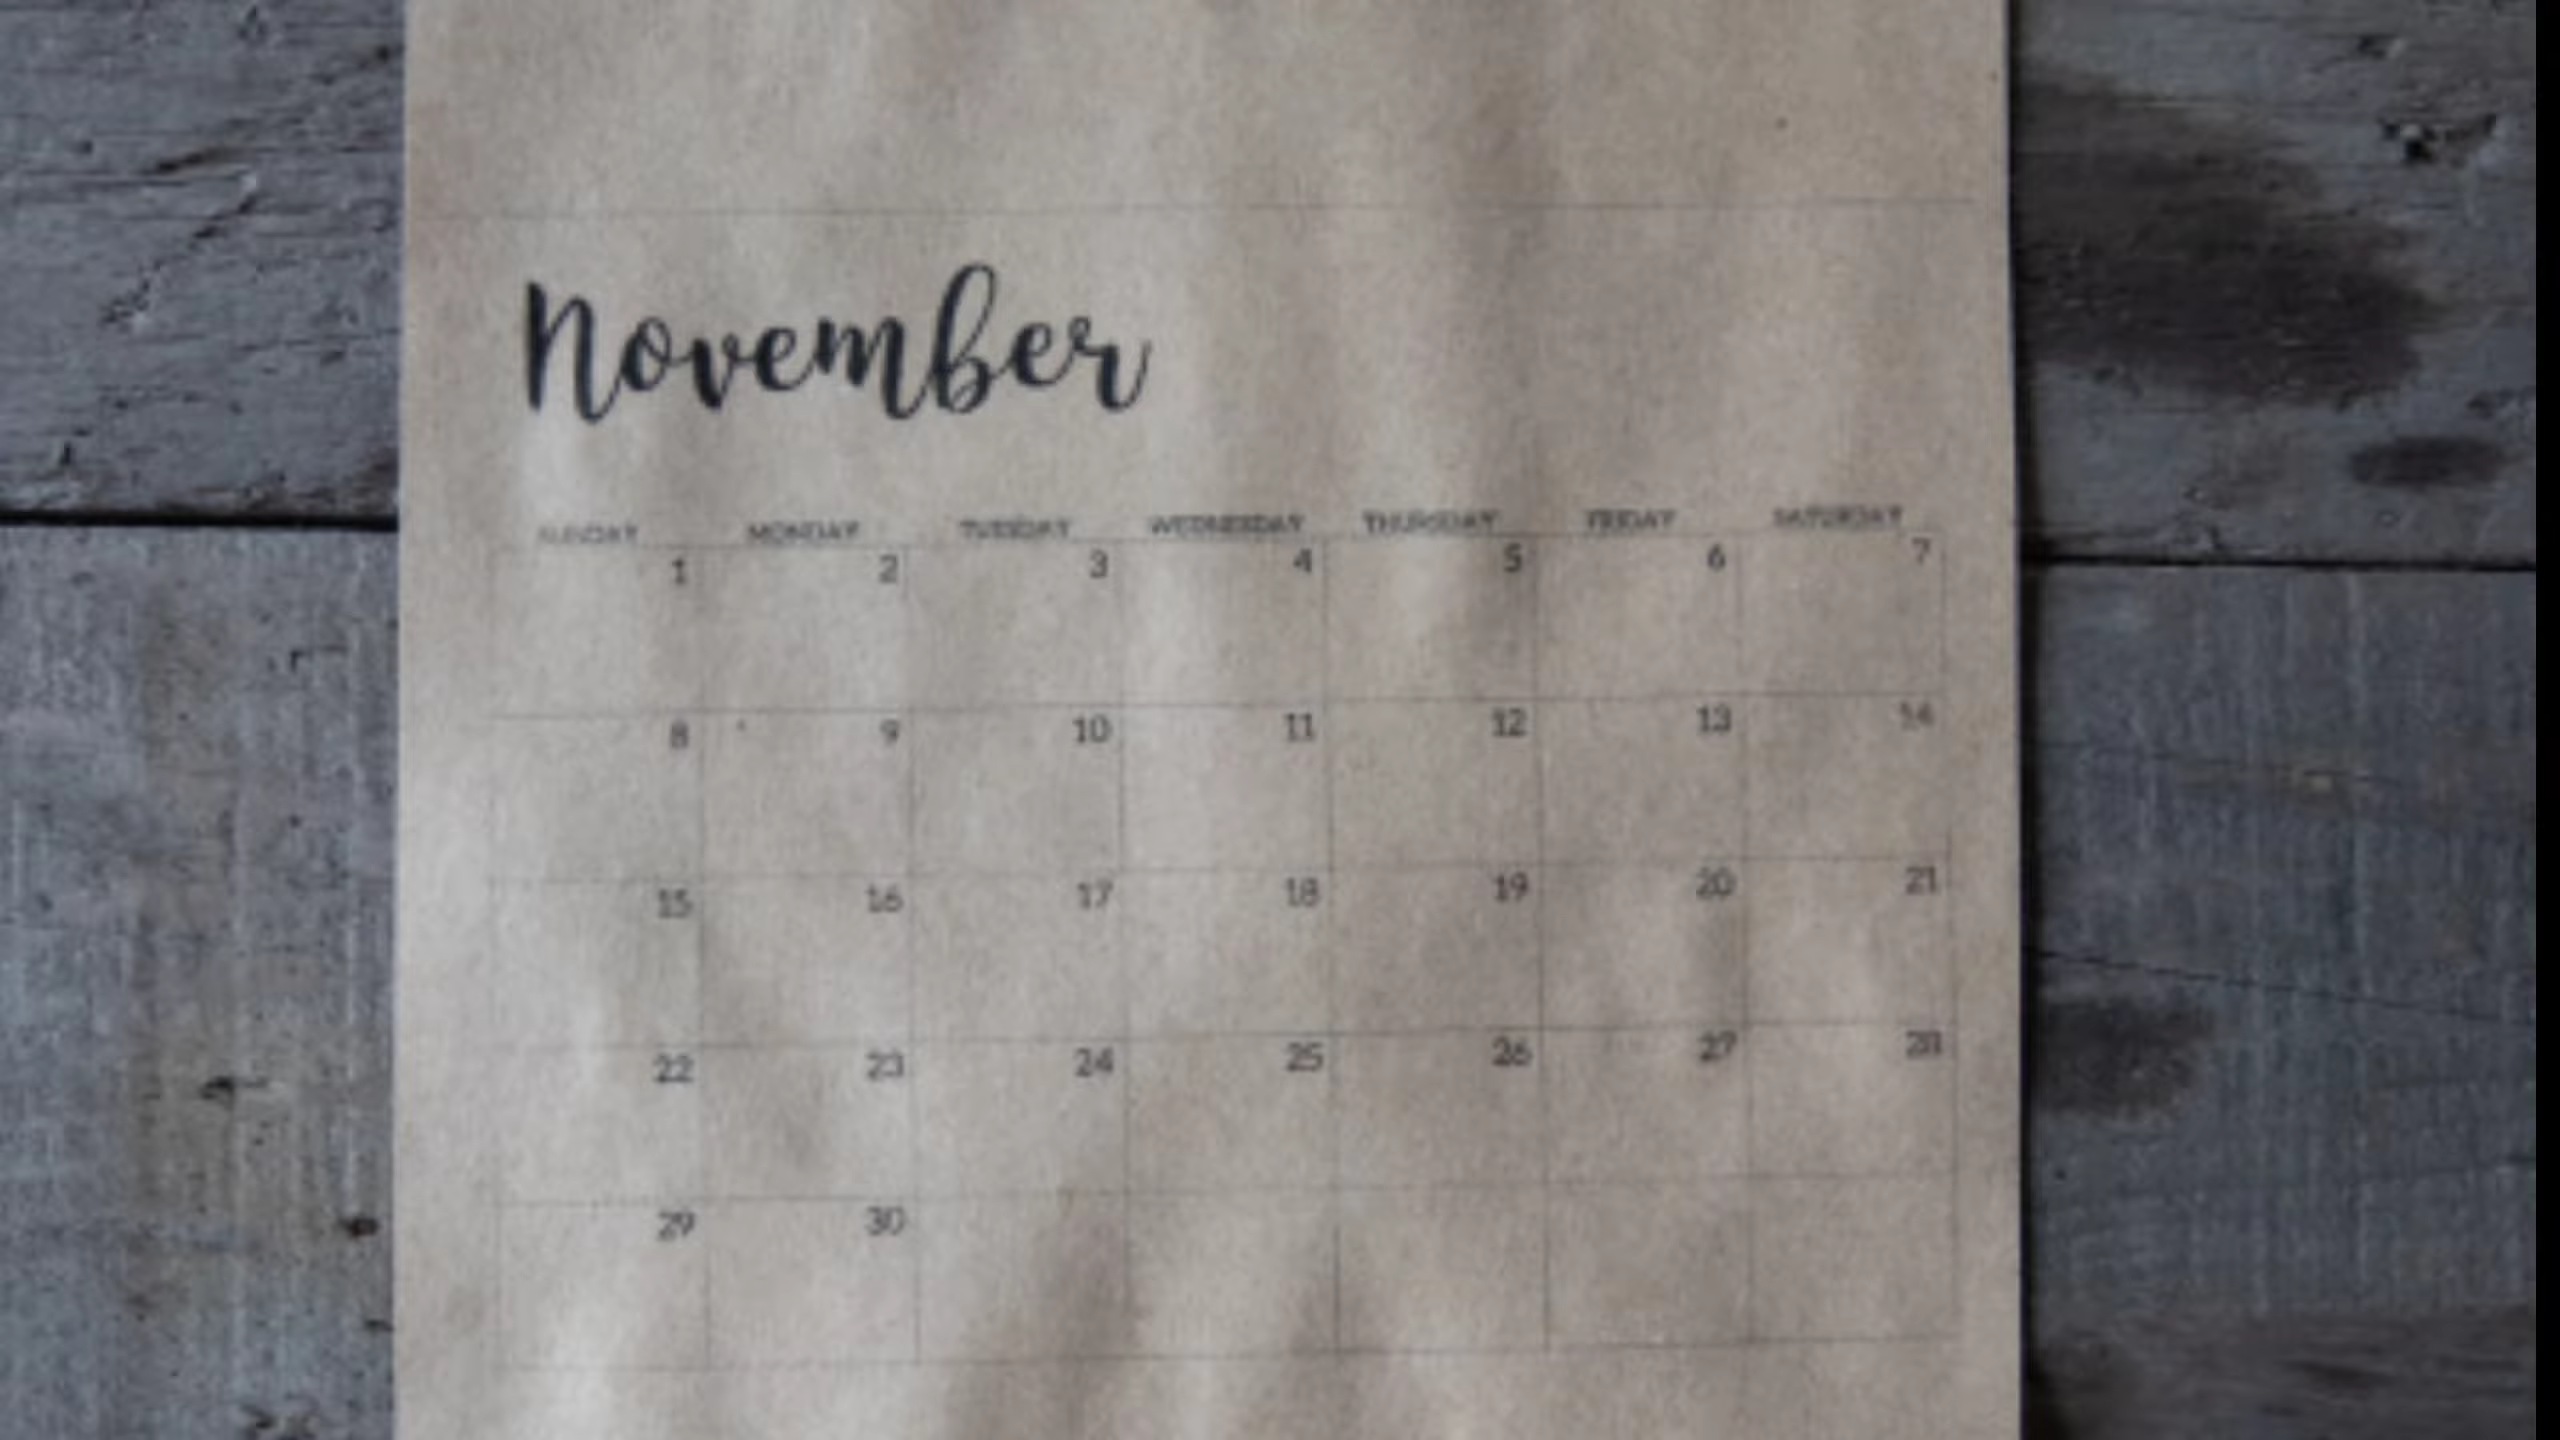 November
SUNDAY MONDAY TUESDAY WEDNESDAY THURSDAY FRIDAY SATURDAY
1 2 3 4 5 6 7
8 9 10 11 12 13 14
15 16 17 18 19 20 21
22 23 24 25 26 27 28
29 30